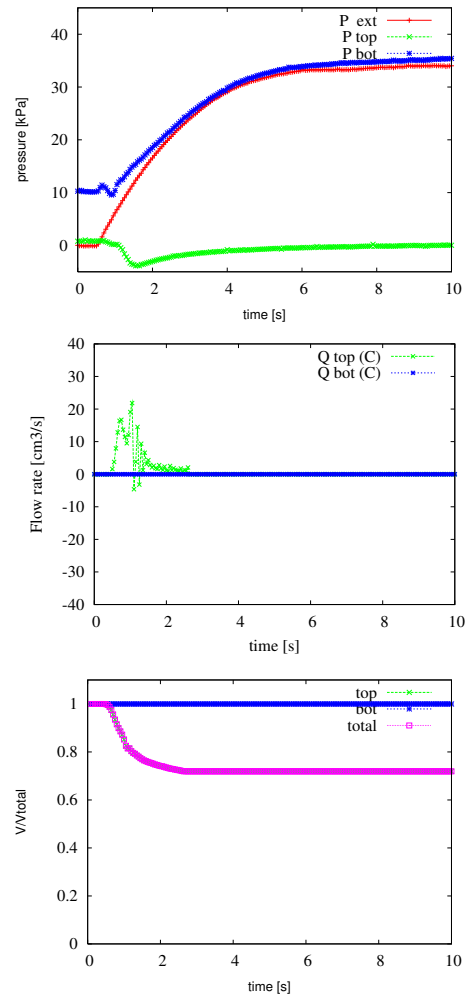 P ext
P top
P bot
pressure [kPa]
40
30
20
10
0
0 2 4 6 8 10
time [s]
Q top (C)
Q bot (C)
Flow rate [cm3/s]
40
30
20
10
0
-10
-20
-30
-40
0 2 4 6 8 10
time [s]
top
bot
total
V/Vtotal
1
0.8
0.6
0.4
0.2
0
0 2 4 6 8 10
time [s]